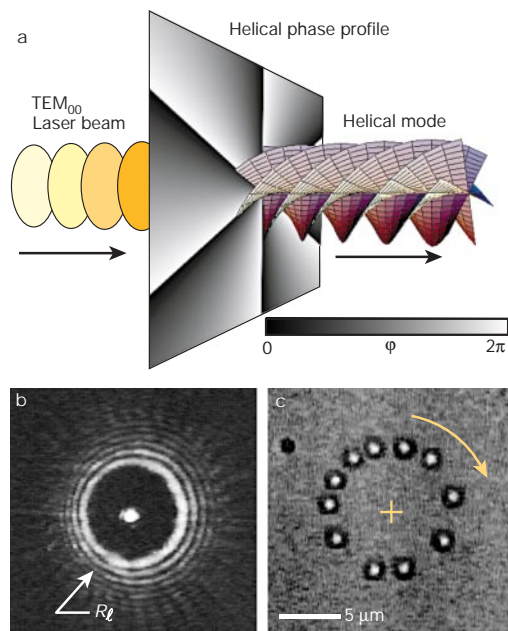 a
Helical phase profile
TEM₀₀
Laser beam
Helical mode
0
φ
2π
b
Rℓ
c
5 μm